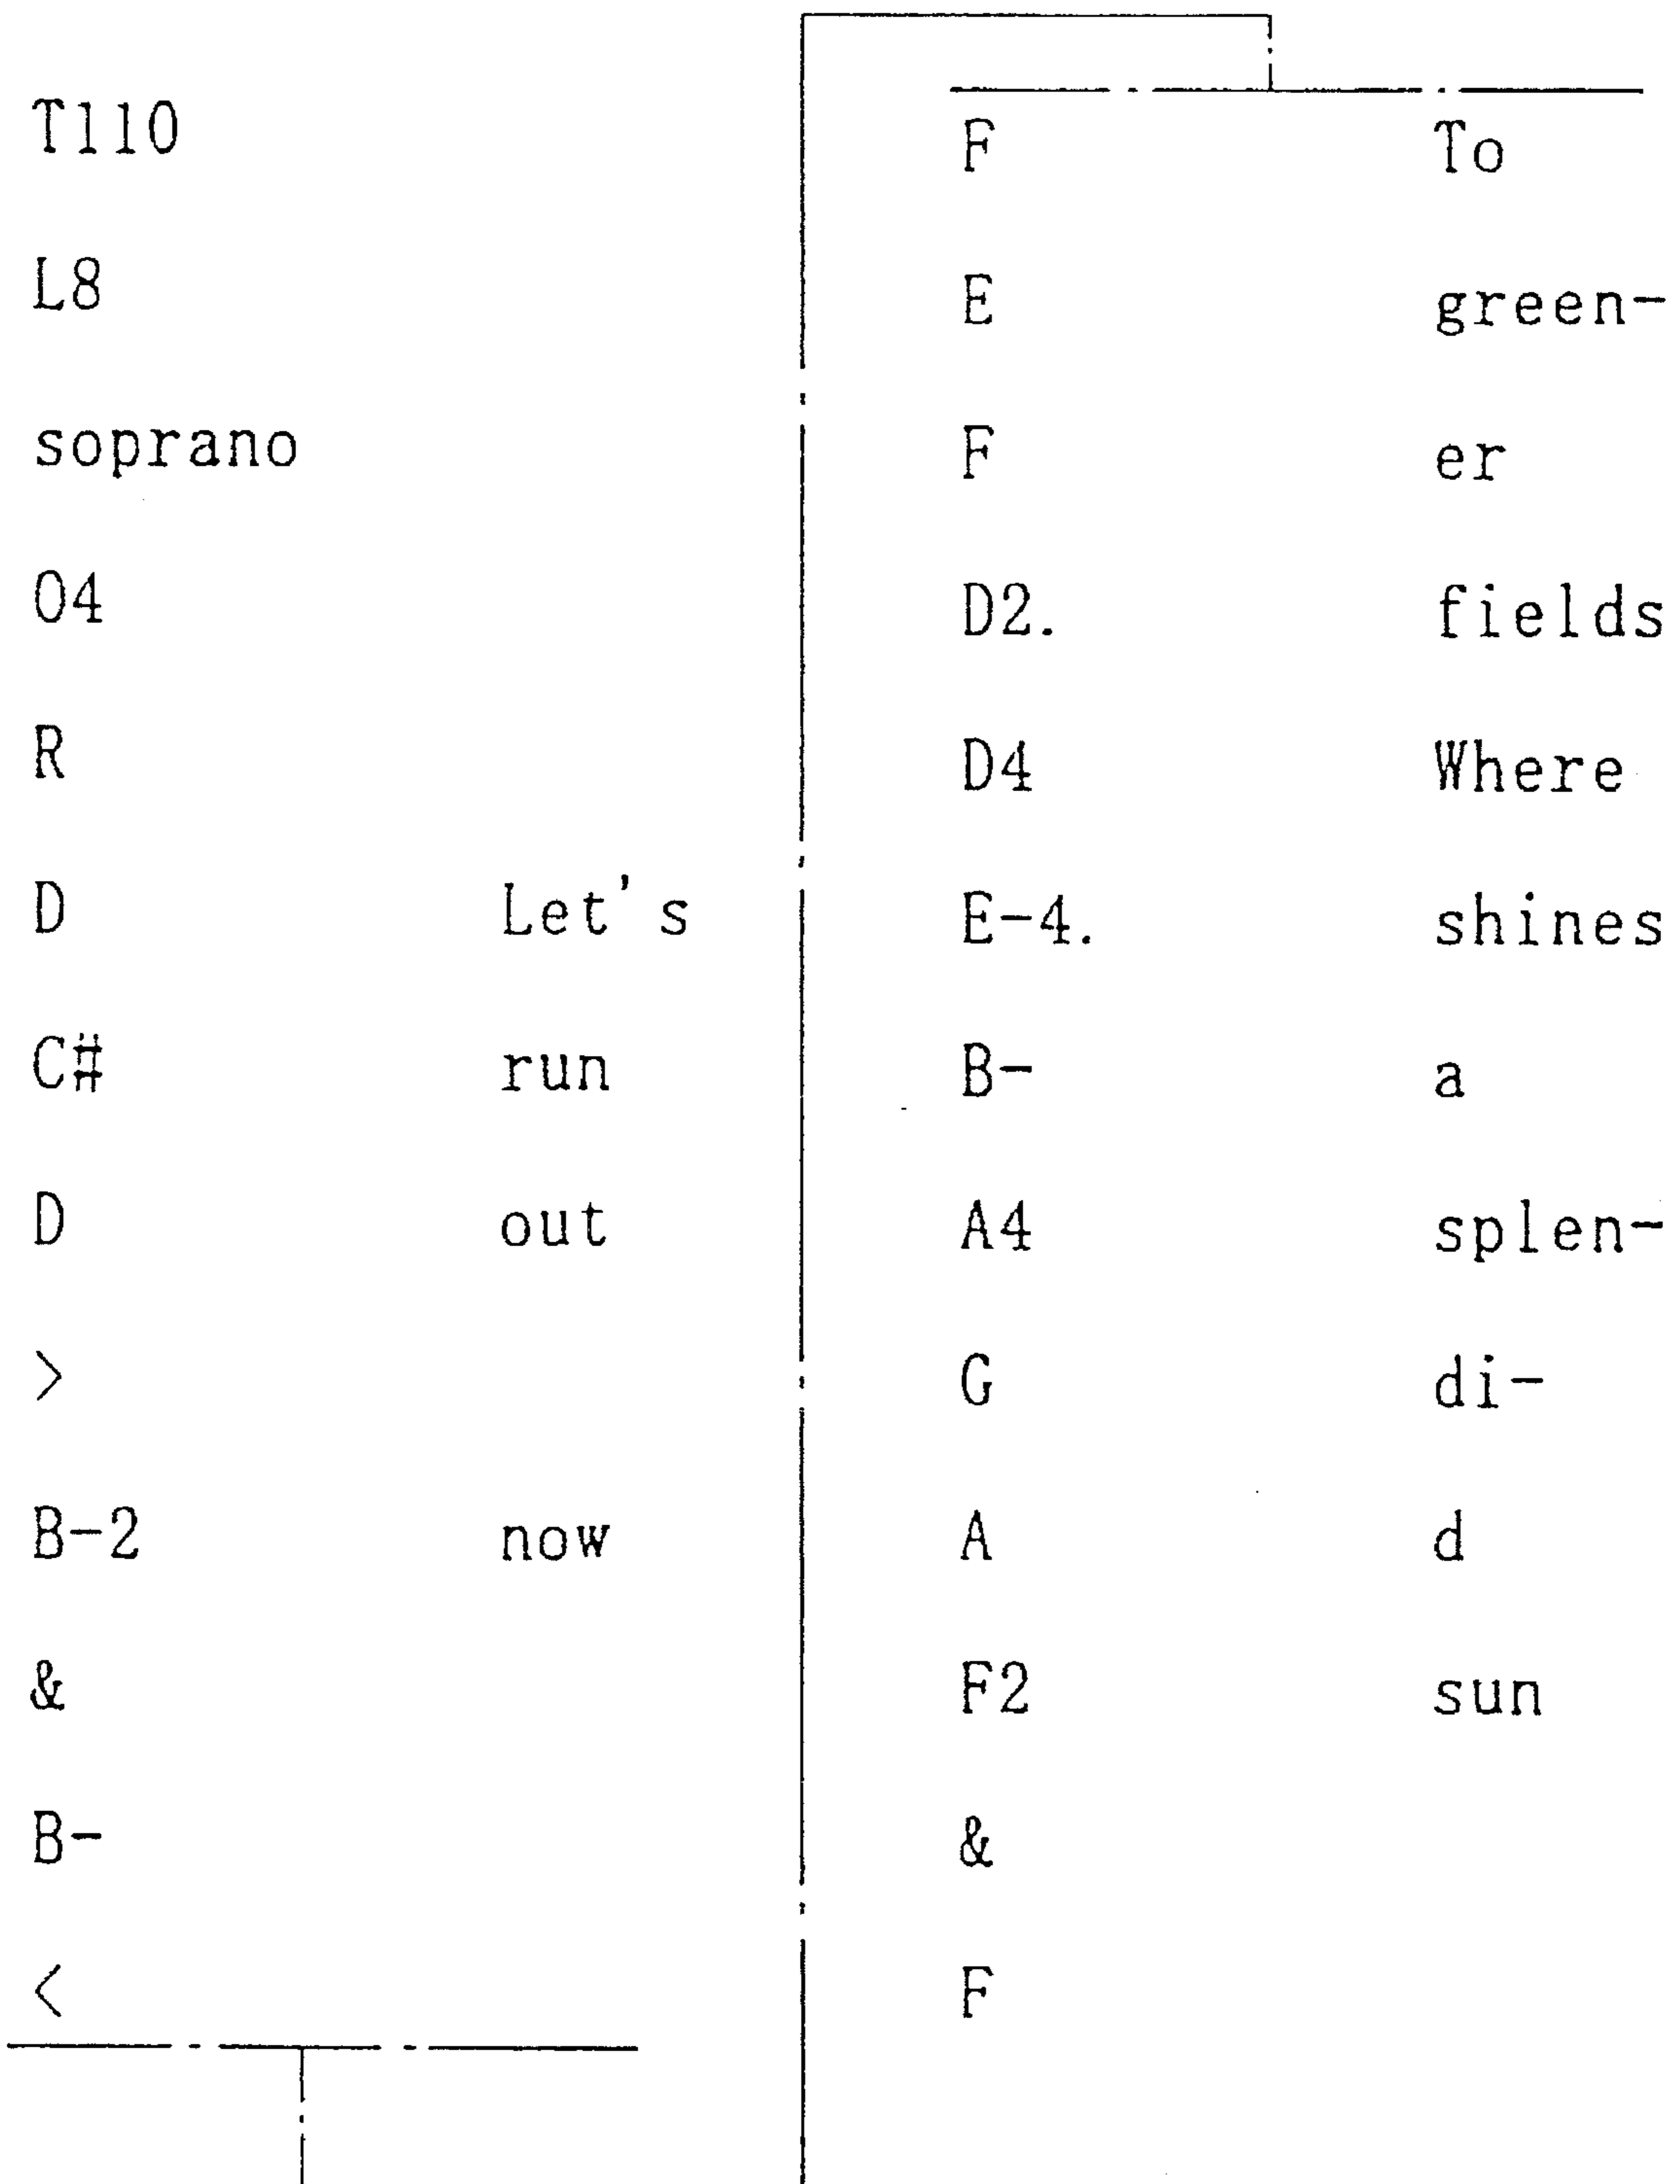 T110
L8
soprano
O4
R
D Let's
C# run
D out
>
B-2 now
&
B-
<
F To
E green-
F er
D2. fields
D4 Where
E-4. shines
B- a
A4 splen-
G di-
A d
F2 sun
&
F